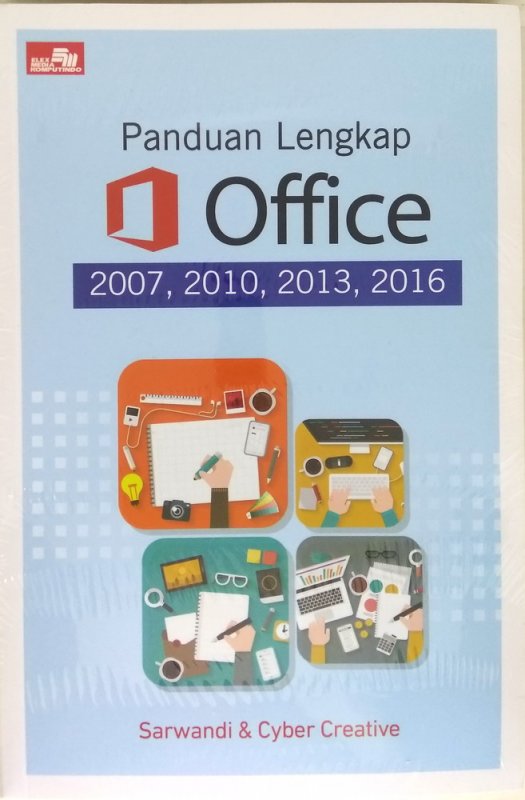 ELEX
MEDIA
KOMPUTINDO
Panduan Lengkap
Office
2007, 2010, 2013, 2016
Sarwandi & Cyber Creative